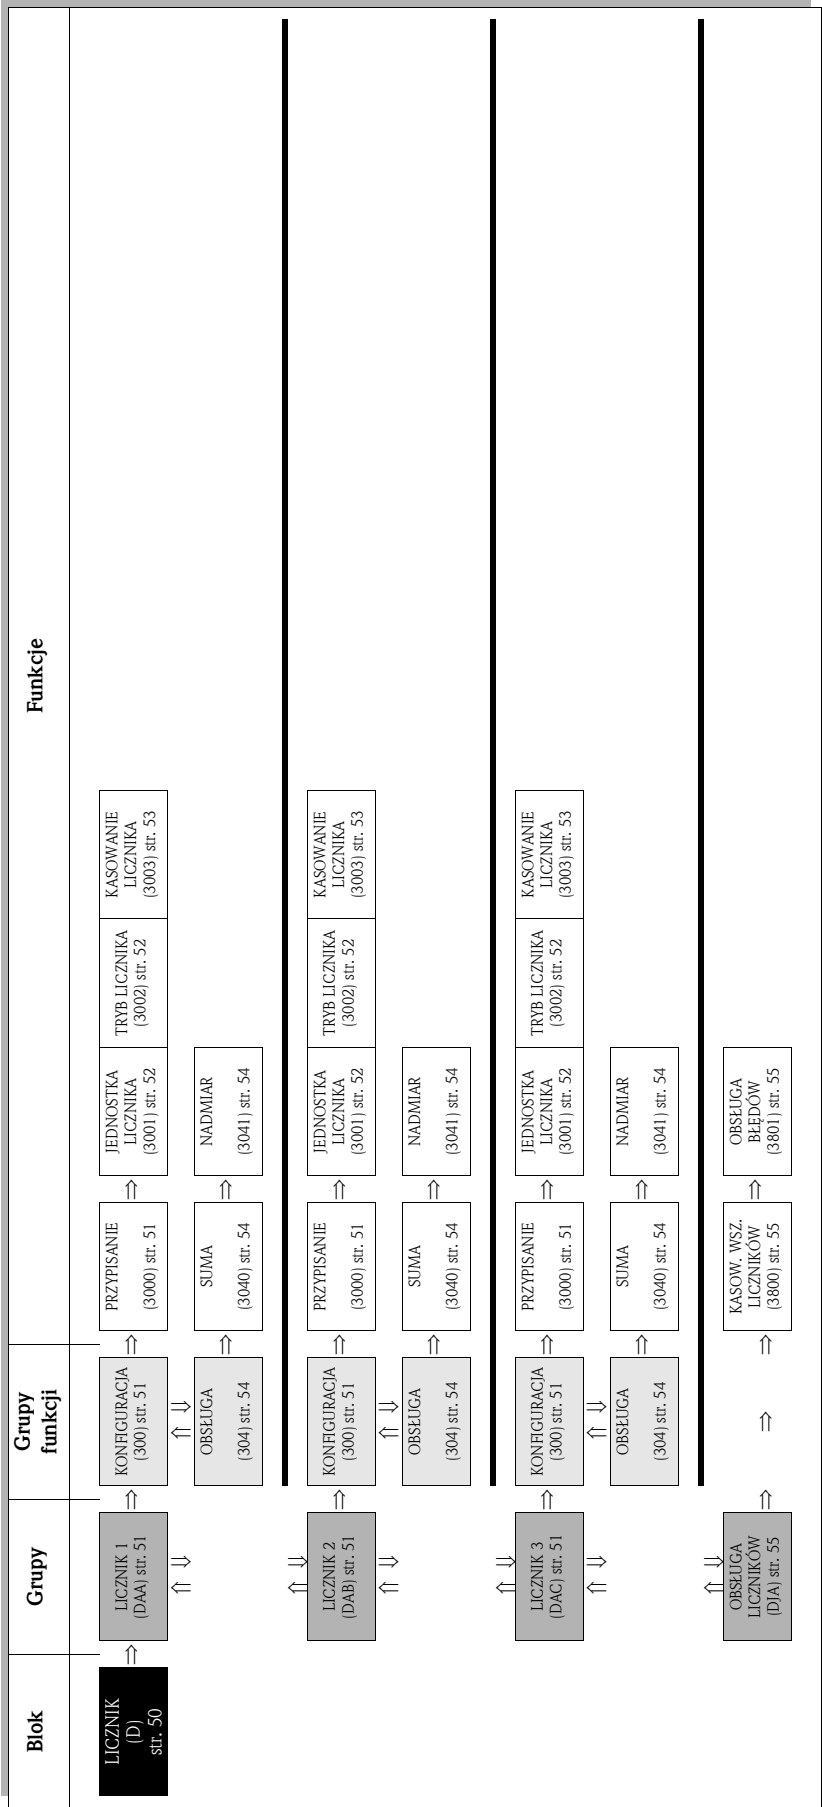 Blok
Grupy
Grupy
funkcji
Funkcje
LICZNIK
(D)
str. 50
LICZNIK 1
(DAA) str. 51
KONFIGURACJA
(300) str. 51
PRZYPISANIE
(3000) str. 51
JEDNOSTKA
LICZNIKA
(3001) str. 52
TRYB LICZNIKA
(3002) str. 52
KASOWANIE
LICZNIKA
(3003) str. 53
OBSŁUGA
(304) str. 54
SUMA
(3040) str. 54
NADMIAR
(3041) str. 54
LICZNIK 2
(DAB) str. 51
KONFIGURACJA
(300) str. 51
PRZYPISANIE
(3000) str. 51
JEDNOSTKA
LICZNIKA
(3001) str. 52
TRYB LICZNIKA
(3002) str. 52
KASOWANIE
LICZNIKA
(3003) str. 53
OBSŁUGA
(304) str. 54
SUMA
(3040) str. 54
NADMIAR
(3041) str. 54
LICZNIK 3
(DAC) str. 51
KONFIGURACJA
(300) str. 51
PRZYPISANIE
(3000) str. 51
JEDNOSTKA
LICZNIKA
(3001) str. 52
TRYB LICZNIKA
(3002) str. 52
KASOWANIE
LICZNIKA
(3003) str. 53
OBSŁUGA
(304) str. 54
SUMA
(3040) str. 54
NADMIAR
(3041) str. 54
OBSŁUGA
LICZNIKÓW
(DJA) str. 55
KASOW. WSZ.
LICZNIKÓW
(3800) str. 55
OBSŁUGA
BŁĘDÓW
(3801) str. 55